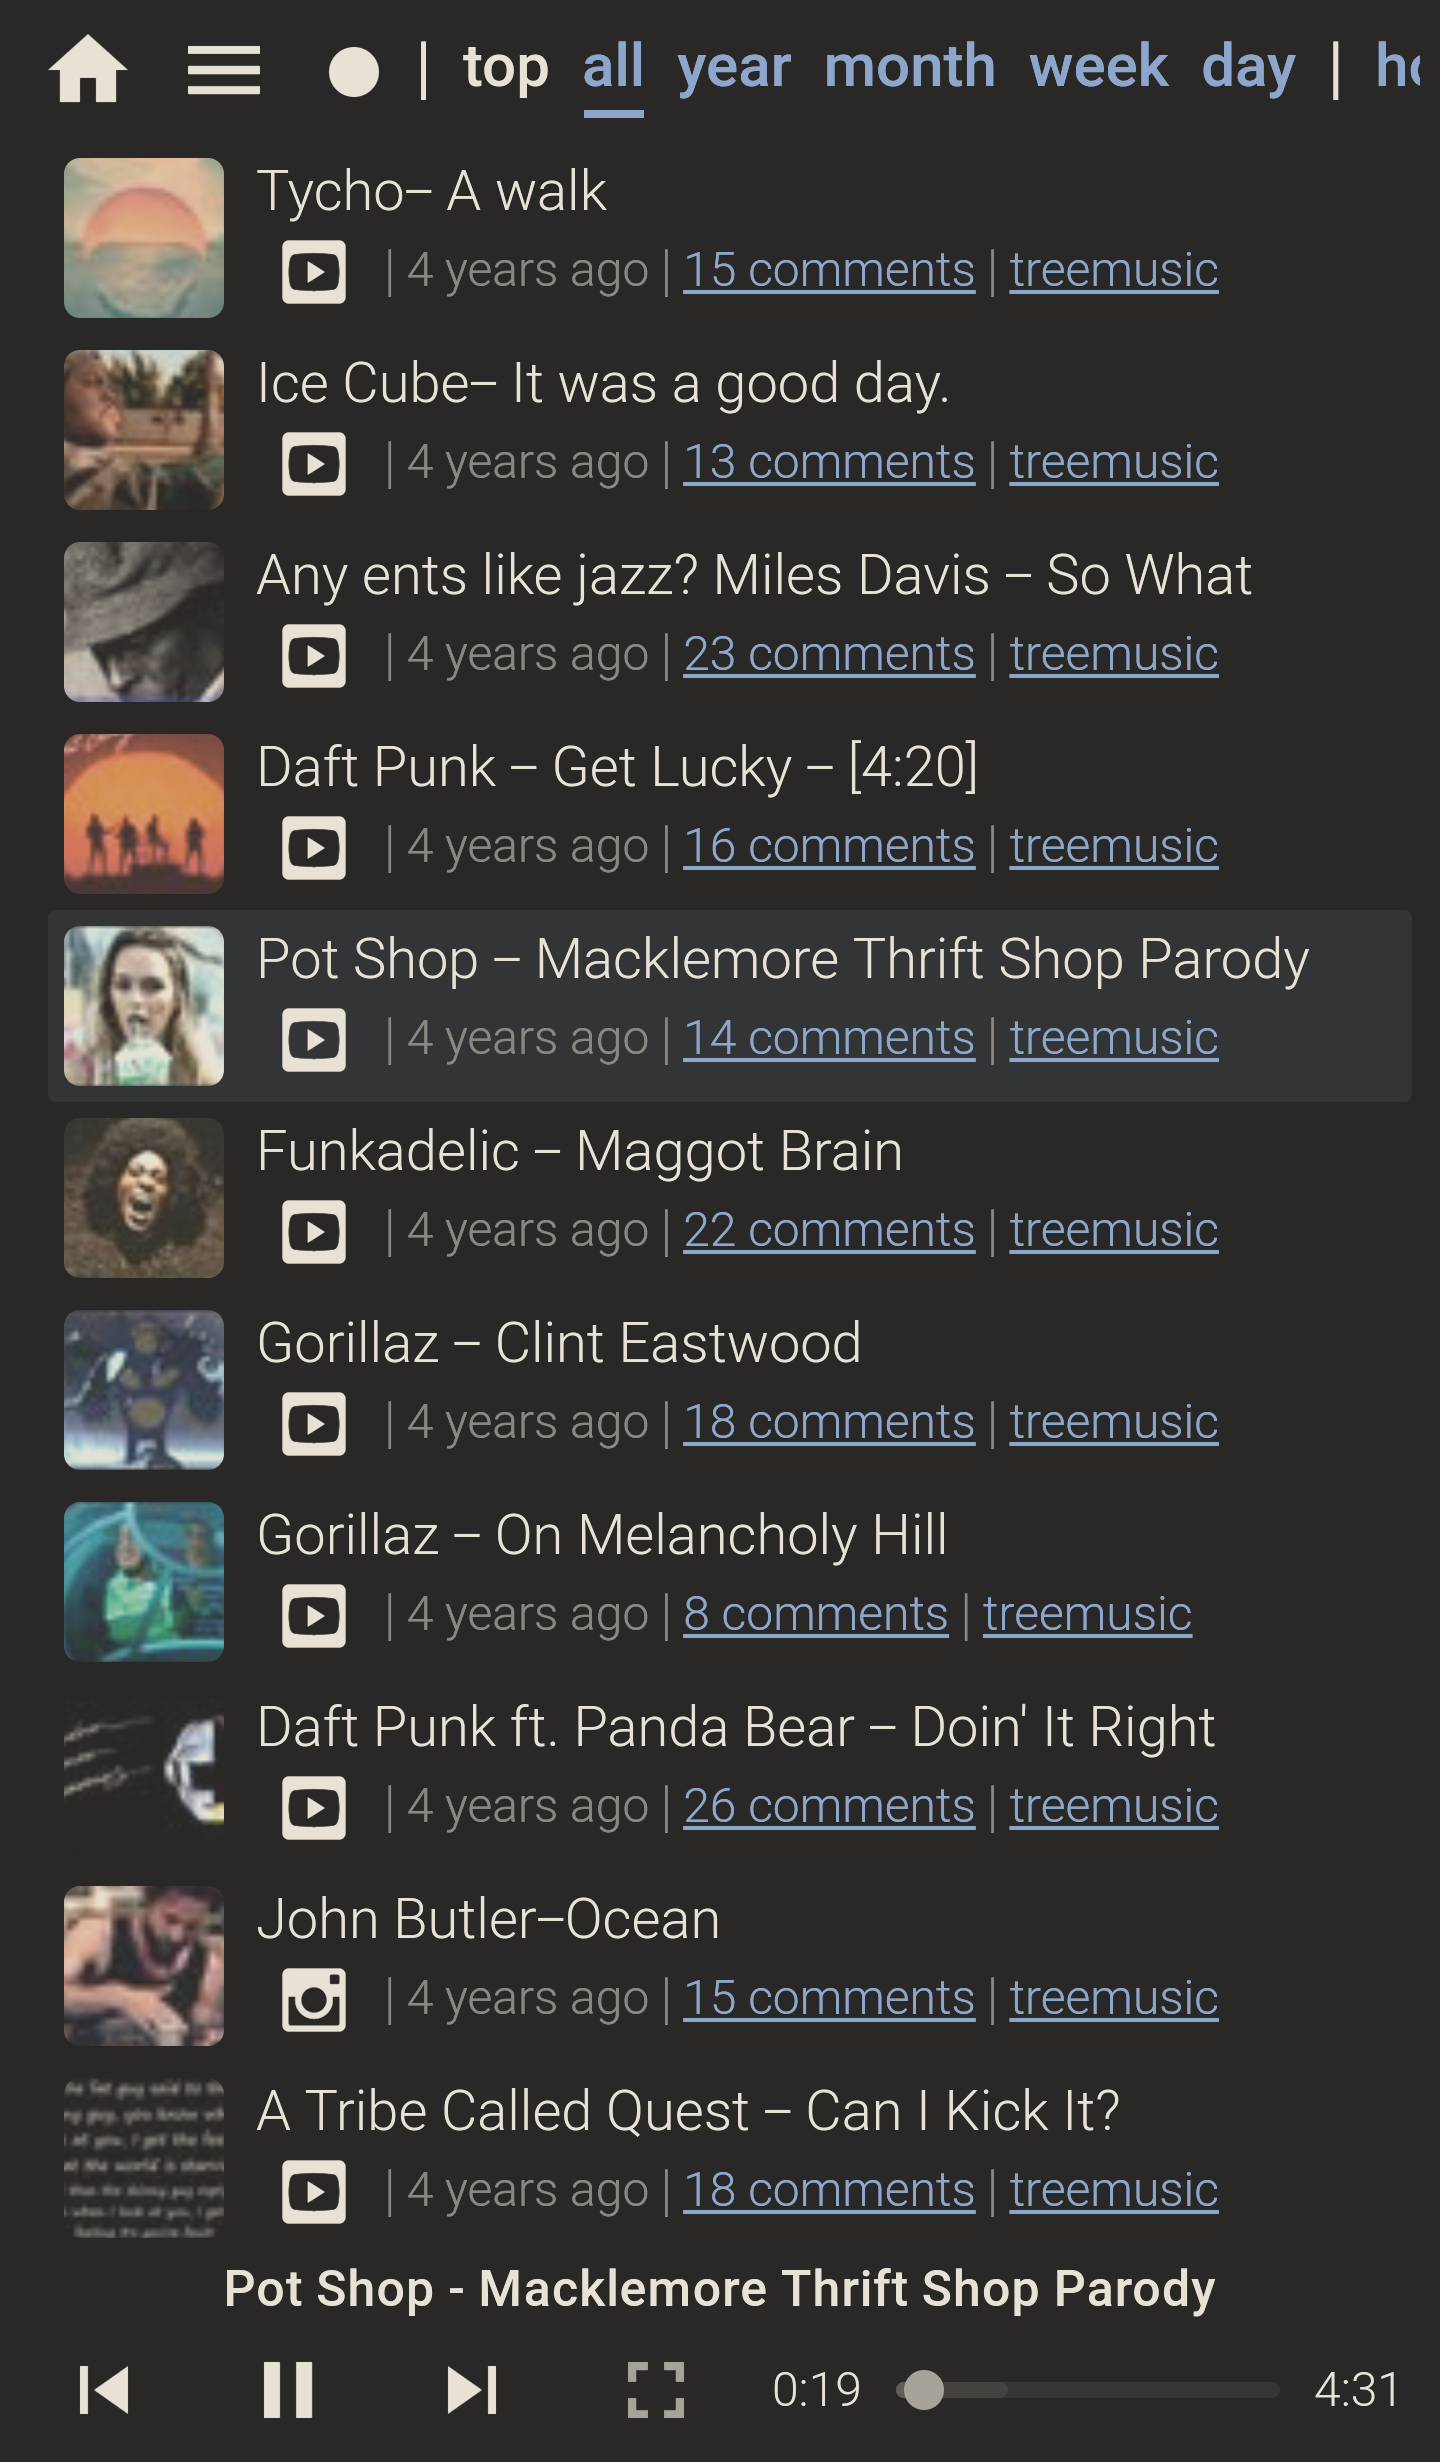 | top all year month week day |
Tycho– A walk
| 4 years ago | 15 comments | treemusic
Ice Cube– It was a good day.
| 4 years ago | 13 comments | treemusic
Any ents like jazz? Miles Davis – So What
| 4 years ago | 23 comments | treemusic
Daft Punk – Get Lucky – [4:20]
| 4 years ago | 16 comments | treemusic
Pot Shop – Macklemore Thrift Shop Parody
| 4 years ago | 14 comments | treemusic
Funkadelic – Maggot Brain
| 4 years ago | 22 comments | treemusic
Gorillaz – Clint Eastwood
| 4 years ago | 18 comments | treemusic
Gorillaz – On Melancholy Hill
| 4 years ago | 8 comments | treemusic
Daft Punk ft. Panda Bear – Doin' It Right
| 4 years ago | 26 comments | treemusic
John Butler–Ocean
| 4 years ago | 15 comments | treemusic
A Tribe Called Quest – Can I Kick It?
| 4 years ago | 18 comments | treemusic
Pot Shop - Macklemore Thrift Shop Parody
0:19 4:31